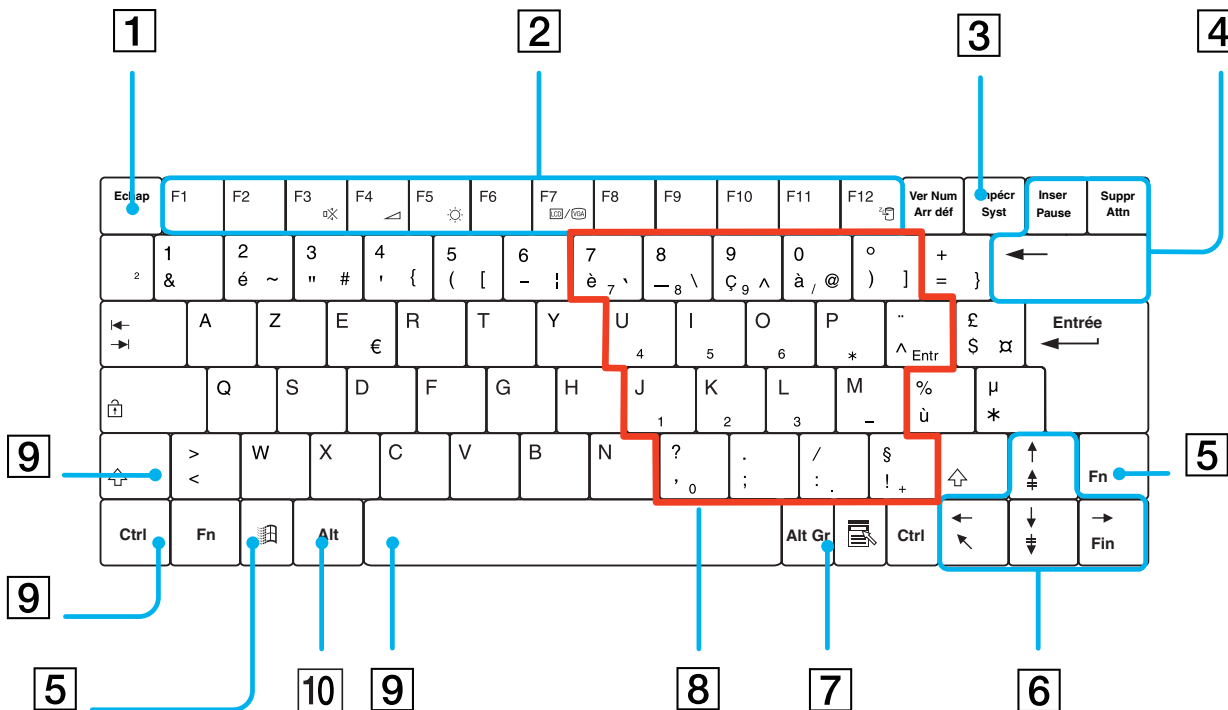 1 2 3 4
Echap F1 F2 F3 F4 F5 F6 F7 LCD / VGA F8 F9 F10 F11 F12 Zz Ver Num Arr déf Syst Inser Pause Suppr Attn
2 1 & 2 é ~ 3 " # 4 ' { 5 ( [ 6 - ¦ 7 è 7 ` 8 _ 8 \ 9 Ç 9 ^ 0 à / @ ° ) ] + = }
A Z E € R T Y U 4 I 5 O 6 P * ¨ ^ Entr £ $ ¤ Entrée
Q S D F G H J 1 K 2 L 3 M - % ù µ *
9 > < W X C V B N ? , 0 . ; / : . § ! + Fn 5
Ctrl Fn Alt Alt Gr Ctrl Fin
9
5 10 9 8 7 6